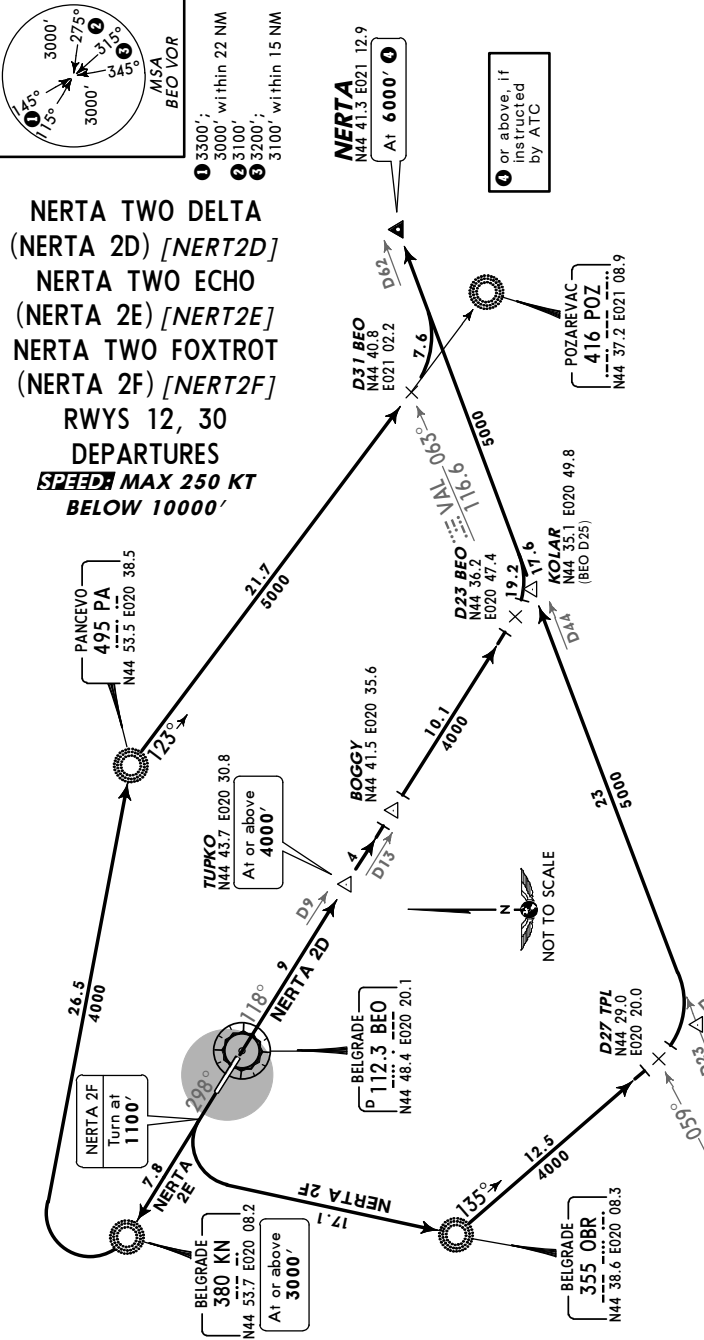 145°
115°
❶
3000'
275°
❷
315°
❸
345°
3000'
MSA
BEO VOR
❶ 3300';
3000' within 22 NM
❷ 3100'
❸ 3200';
3100' within 15 NM
NERTA TWO DELTA
(NERTA 2D) [NERT2D]
NERTA TWO ECHO
(NERTA 2E) [NERT2E]
NERTA TWO FOXTROT
(NERTA 2F) [NERT2F]
RWYS 12, 30
DEPARTURES
SPEED: MAX 250 KT
BELOW 10000'
NERTA
N44 41.3 E021 12.9
At 6000' ❹
❹ or above, if
instructed
by ATC
D62
D31 BEO
N44 40.8
E021 02.2
7.6
POZAREVAC
416 POZ
N44 37.2 E021 08.9
PANCEVO
495 PA
N44 53.5 E020 38.5
123°
21.7
5000
VAL 063°
116.6
5000
D23 BEO
N44 36.2
E020 47.4
19.2
17.6
KOLAR
N44 35.1 E020 49.8
(BEO D25)
D44
BOGGY
N44 41.5 E020 35.6
10.1
4000
TUPKO
N44 43.7 E020 30.8
At or above
4000'
D9
4
D13
23
5000
26.5
4000
NERTA 2F
Turn at
1100'
118°
9
NERTA 2D
298°
BELGRADE
D 112.3 BEO
N44 48.4 E020 20.1
N
NOT TO SCALE
7.8
NERTA
2E
BELGRADE
380 KN
N44 53.7 E020 08.2
At or above
3000'
NERTA 2F
17.1
135°
12.5
4000
BELGRADE
355 OBR
N44 38.6 E020 08.3
D27 TPL
N44 29.0
E020 20.0
059°
D23